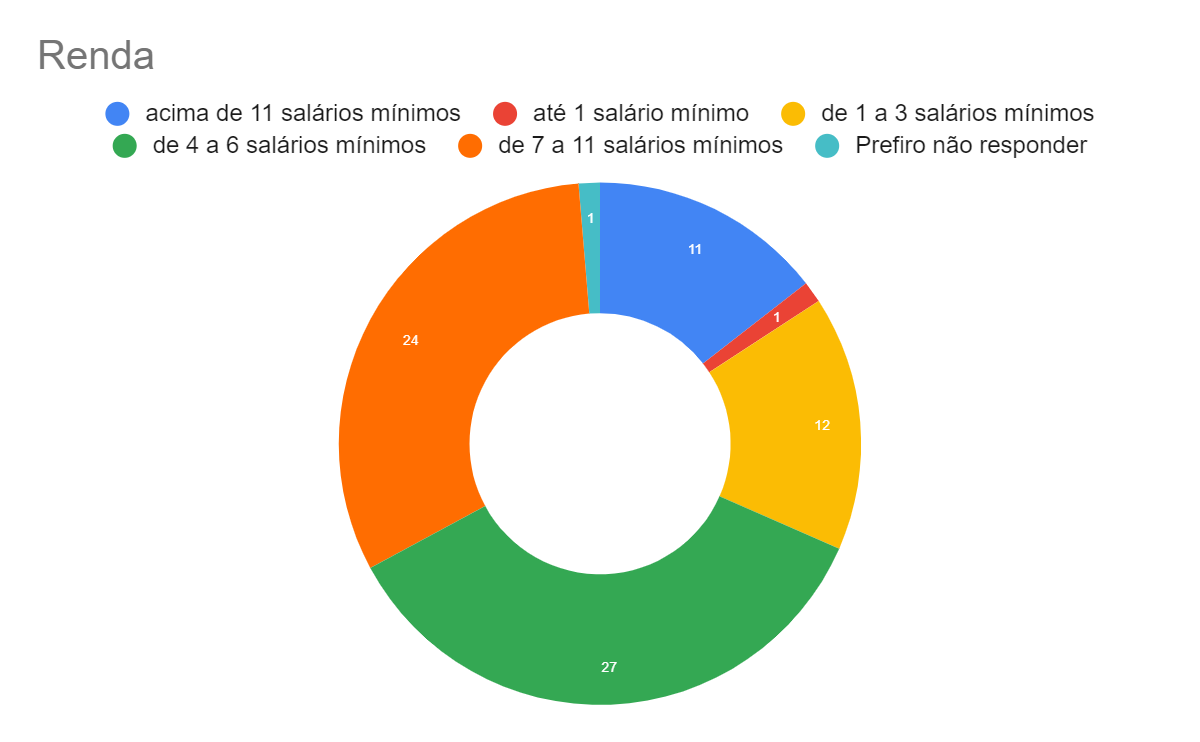 Renda
acima de 11 salários mínimos até 1 salário mínimo de 1 a 3 salários mínimos
de 4 a 6 salários mínimos de 7 a 11 salários mínimos Prefiro não responder
1
11
1
24
12
27